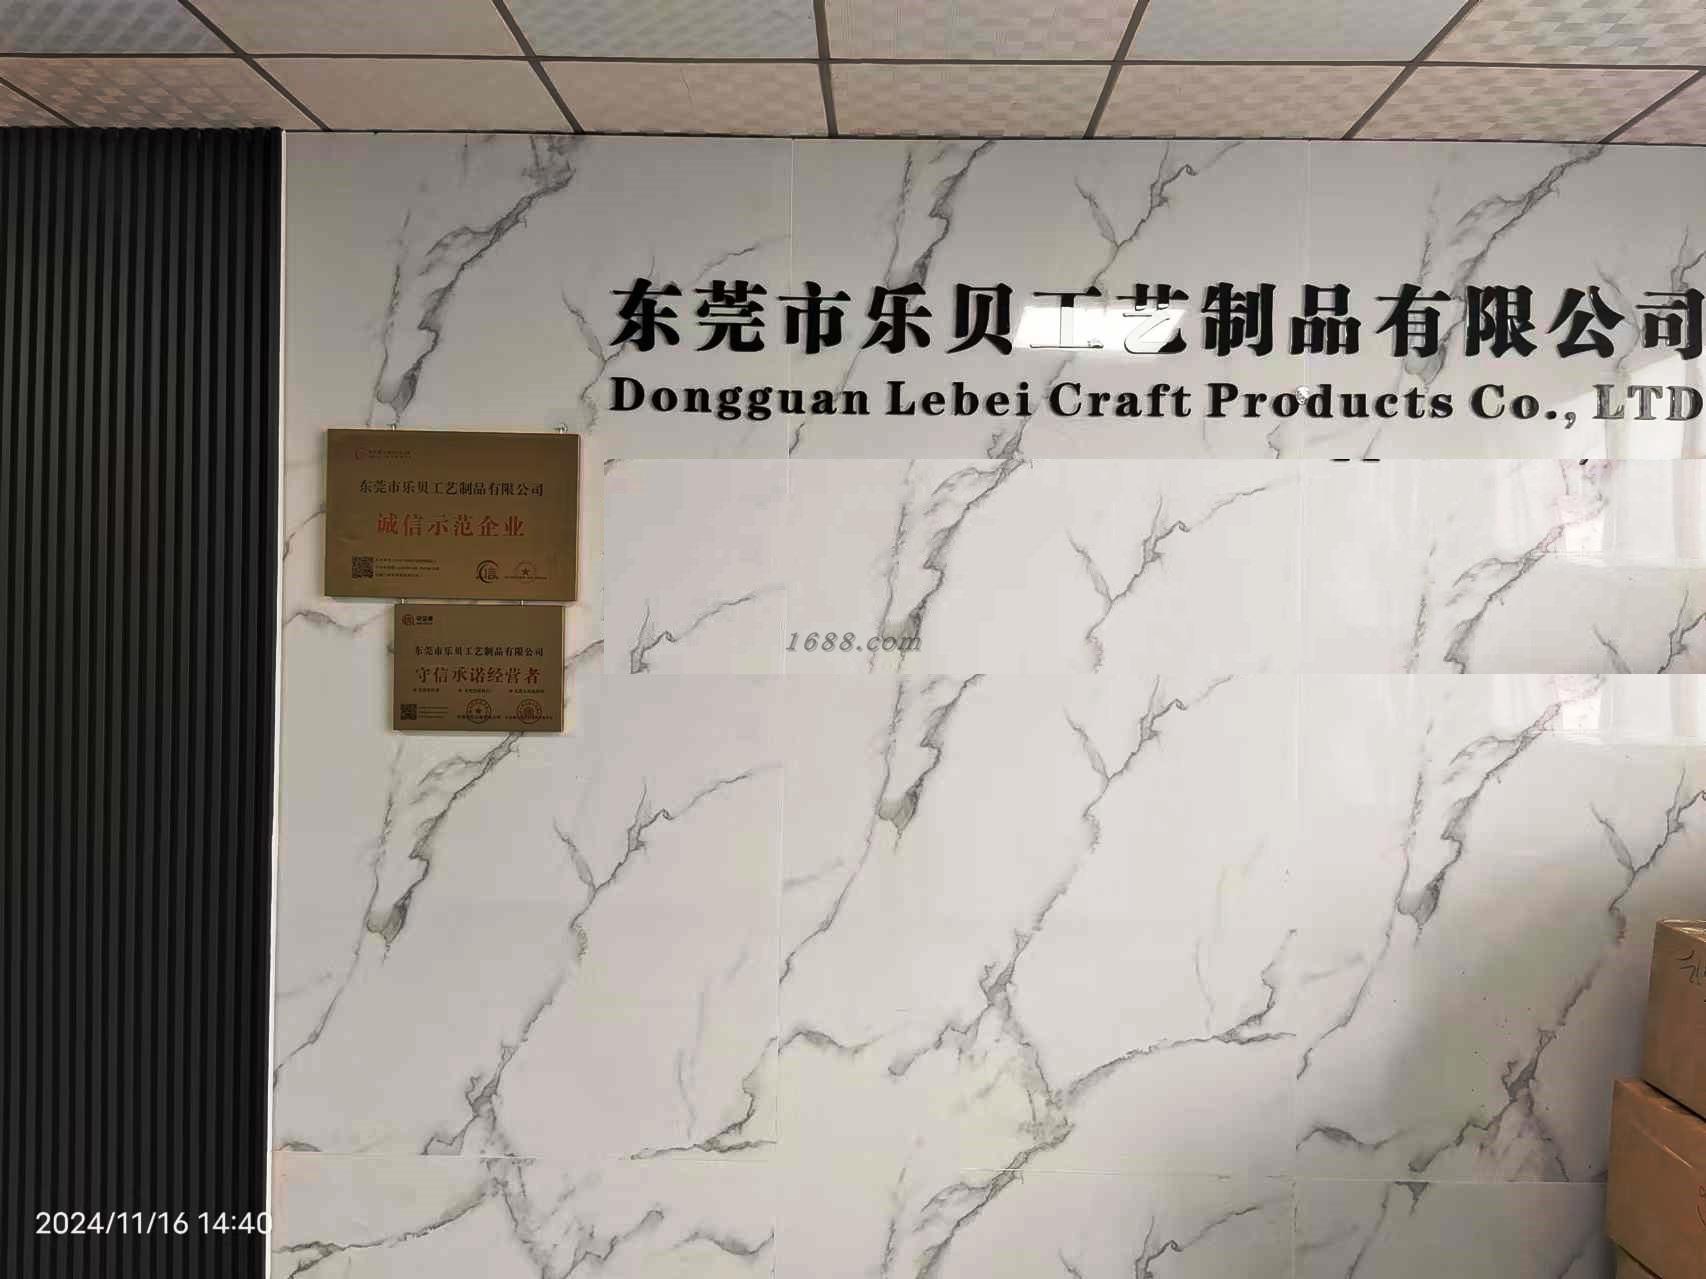 东莞市乐贝工艺制品有限公司
Dongguan Lebei Craft Products Co., LTD
东莞市乐贝工艺制品有限公司
诚信示范企业
信
东莞市乐贝工艺制品有限公司
守信承诺经营者
1688.com
2024/11/16 14:40